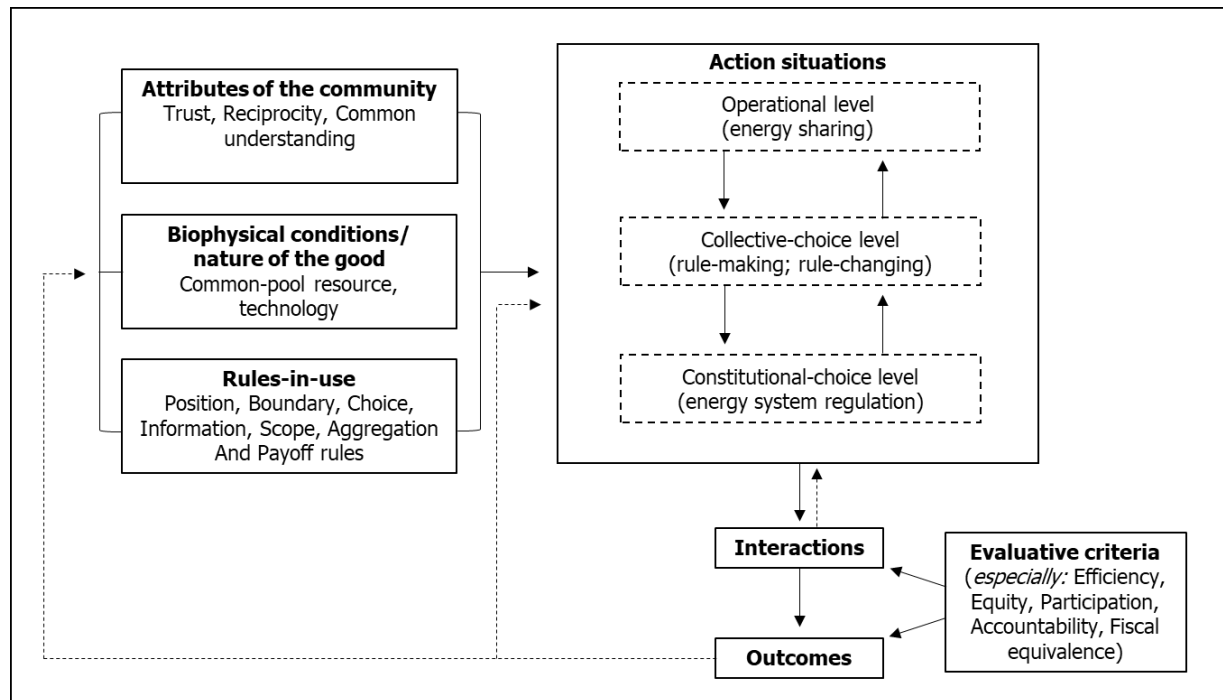 Attributes of the community
Trust, Reciprocity, Common
understanding
Biophysical conditions/
nature of the good
Common-pool resource,
technology
Rules-in-use
Position, Boundary, Choice,
Information, Scope, Aggregation
And Payoff rules
Action situations
Operational level
(energy sharing)
Collective-choice level
(rule-making; rule-changing)
Constitutional-choice level
(energy system regulation)
Interactions
Outcomes
Evaluative criteria
(especially: Efficiency,
Equity, Participation,
Accountability, Fiscal
equivalence)